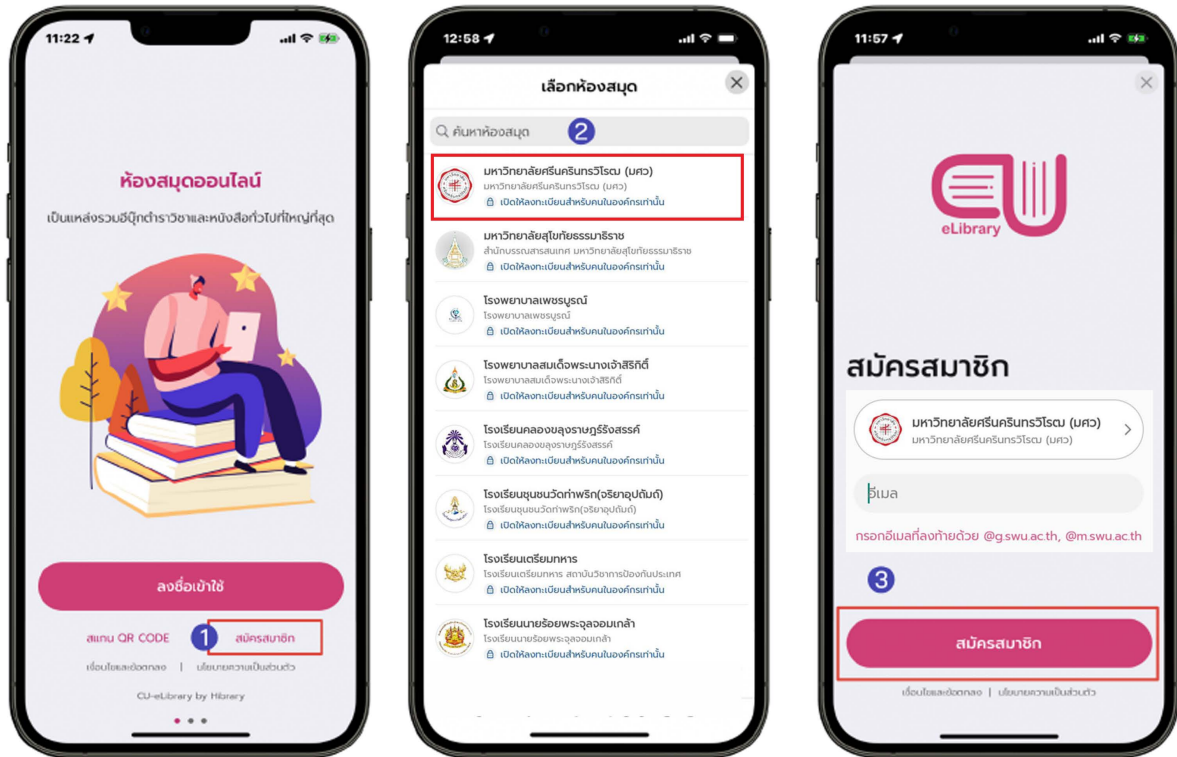 11:22
ห้องสมุดออนไลน์
เป็นแหล่งรวมอีบุ๊กตำราวิชาและหนังสือทั่วไปที่ใหญ่ที่สุด
ลงชื่อเข้าใช้
สแกน QR CODE 1 สมัครสมาชิก
เงื่อนไขและข้อตกลง | นโยบายความเป็นส่วนตัว
CU-eLibrary by Hibrary
12:58
เลือกห้องสมุด
ค้นหาห้องสมุด 2
มหาวิทยาลัยศรีนครินทรวิโรฒ (มศว)
มหาวิทยาลัยศรีนครินทรวิโรฒ (มศว)
เปิดให้ลงทะเบียนสำหรับคนในองค์กรเท่านั้น
มหาวิทยาลัยสุโขทัยธรรมาธิราช
สำนักบรรณสารสนเทศ มหาวิทยาลัยสุโขทัยธรรมาธิราช
เปิดให้ลงทะเบียนสำหรับคนในองค์กรเท่านั้น
โรงพยาบาลเพชรบูรณ์
โรงพยาบาลเพชรบูรณ์
เปิดให้ลงทะเบียนสำหรับคนในองค์กรเท่านั้น
โรงพยาบาลสมเด็จพระนางเจ้าสิริกิติ์
โรงพยาบาลสมเด็จพระนางเจ้าสิริกิติ์
เปิดให้ลงทะเบียนสำหรับคนในองค์กรเท่านั้น
โรงเรียนคลองขลุงราษฎร์รังสรรค์
โรงเรียนคลองขลุงราษฎร์รังสรรค์
เปิดให้ลงทะเบียนสำหรับคนในองค์กรเท่านั้น
โรงเรียนชุมชนวัดท่าพริก(จริยาอุปถัมถ์)
โรงเรียนชุมชนวัดท่าพริก(จริยาอุปถัมถ์)
เปิดให้ลงทะเบียนสำหรับคนในองค์กรเท่านั้น
โรงเรียนเตรียมทหาร
โรงเรียนเตรียมทหาร สถาบันวิชาการป้องกันประเทศ
เปิดให้ลงทะเบียนสำหรับคนในองค์กรเท่านั้น
โรงเรียนนายร้อยพระจุลจอมเกล้า
โรงเรียนนายร้อยพระจุลจอมเกล้า
เปิดให้ลงทะเบียนสำหรับคนในองค์กรเท่านั้น
11:57
CU
eLibrary
สมัครสมาชิก
มหาวิทยาลัยศรีนครินทรวิโรฒ (มศว)
มหาวิทยาลัยศรีนครินทรวิโรฒ (มศว)
อีเมล
กรอกอีเมลที่ลงท้ายด้วย @g.swu.ac.th, @m.swu.ac.th
3
สมัครสมาชิก
เงื่อนไขและข้อตกลง | นโยบายความเป็นส่วนตัว